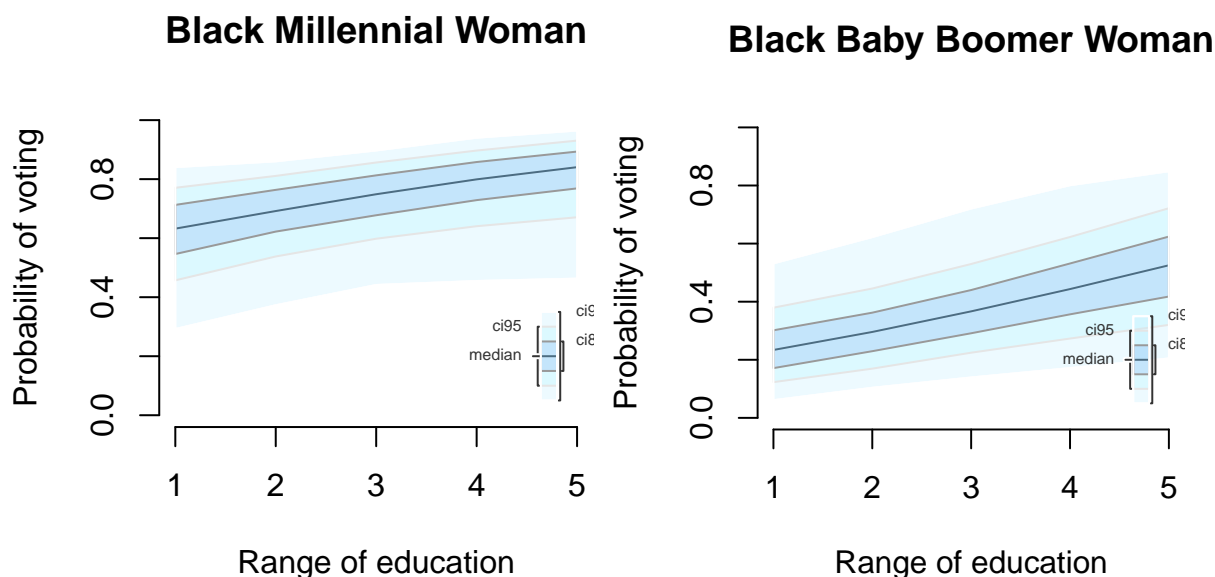 Black Millennial Woman
Probability of voting
0.0
0.4
0.8
1 2 3 4 5
Range of education
ci95
median
Black Baby Boomer Woman
Probability of voting
0.0
0.4
0.8
1 2 3 4 5
Range of education
ci95
median